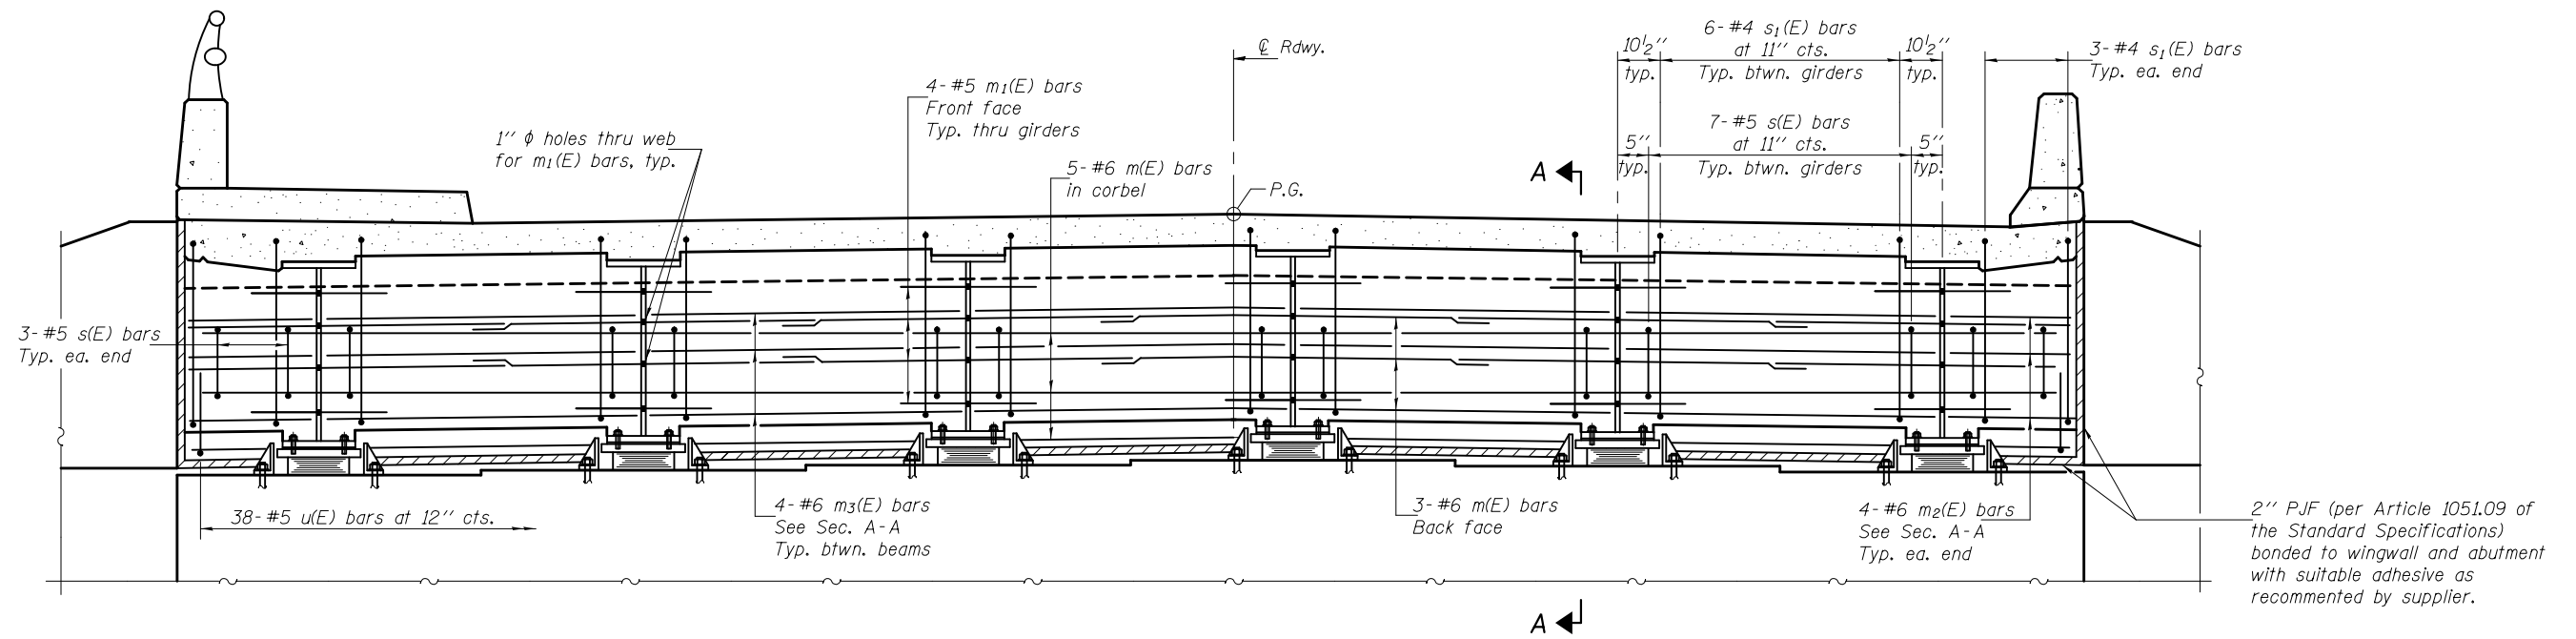 ℄ Rdwy.
6-#4 s1(E) bars
at 11'' cts.
Typ. btwn. girders
10 1/2''
typ.
10 1/2''
typ.
3-#4 s1(E) bars
Typ. ea. end
4-#5 m1(E) bars
Front face
Typ. thru girders
1'' ϕ holes thru web
for m1(E) bars, typ.
7-#5 s(E) bars
at 11'' cts.
Typ. btwn. girders
5''
typ.
5''
typ.
5-#6 m(E) bars
in corbel
A
P.G.
3-#5 s(E) bars
Typ. ea. end
38-#5 u(E) bars at 12'' cts.
4-#6 m3(E) bars
See Sec. A-A
Typ. btwn. beams
3-#6 m(E) bars
Back face
4-#6 m2(E) bars
See Sec. A-A
Typ. ea. end
2'' PJF (per Article 1051.09 of
the Standard Specifications)
bonded to wingwall and abutment
with suitable adhesive as
recommented by supplier.
A